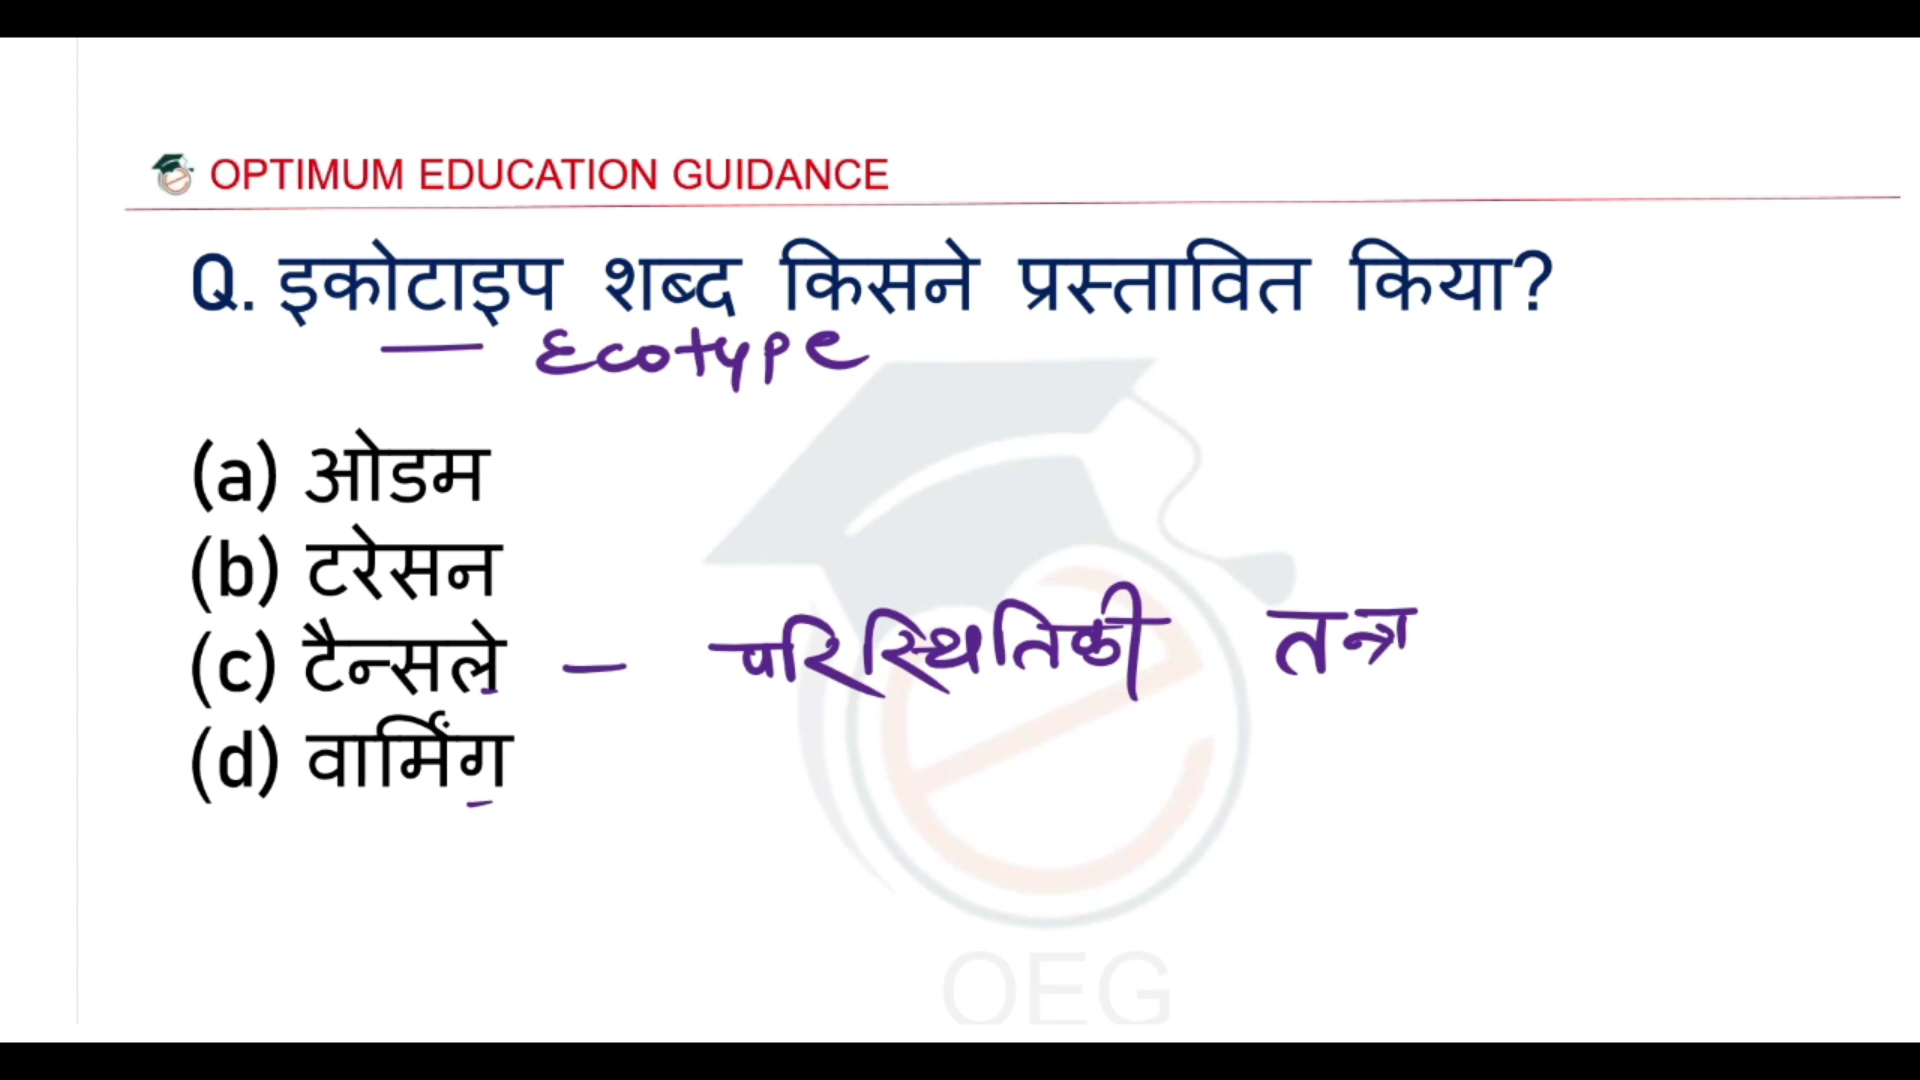 OPTIMUM EDUCATION GUIDANCE
Q. इकोटाइप शब्द किसने प्रस्तावित किया?
— Ecotype
(a) ओडम
(b) टरेसन
(c) टैन्सले — परिस्थितिकी तन्त्र
(d) वार्मिंग
OEG